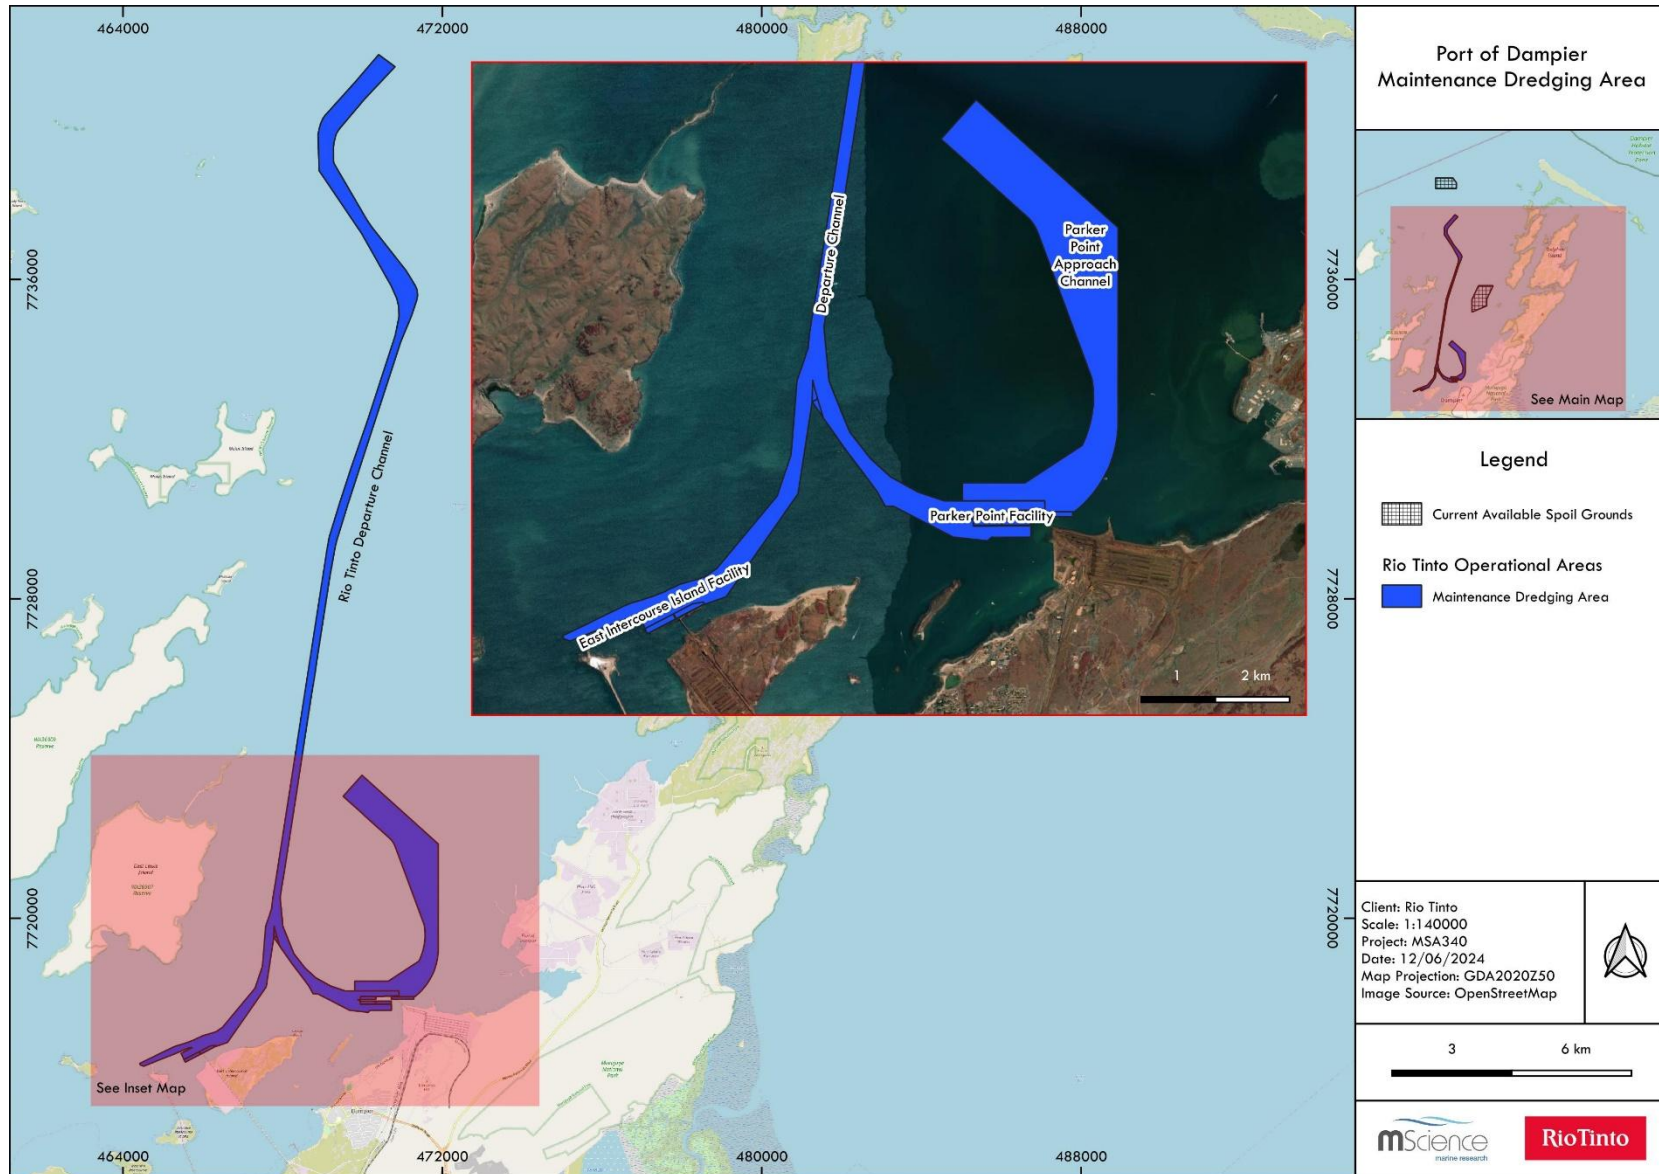 464000
472000
480000
488000
7736000
7728000
7720000
7736000
7728000
7720000
464000
472000
480000
488000
Rio Tinto Departure Channel
See Inset Map
Dampier
Departure Channel
Parker
Point
Approach
Channel
Parker Point Facility
East Intercourse Island Facility
1
2 km
Port of Dampier
Maintenance Dredging Area
See Main Map
Legend
Current Available Spoil Grounds
Rio Tinto Operational Areas
Maintenance Dredging Area
Client: Rio Tinto
Scale: 1:140000
Project: MSA340
Date: 12/06/2024
Map Projection: GDA2020Z50
Image Source: OpenStreetMap
3
6 km
mScience
marine research
RioTinto